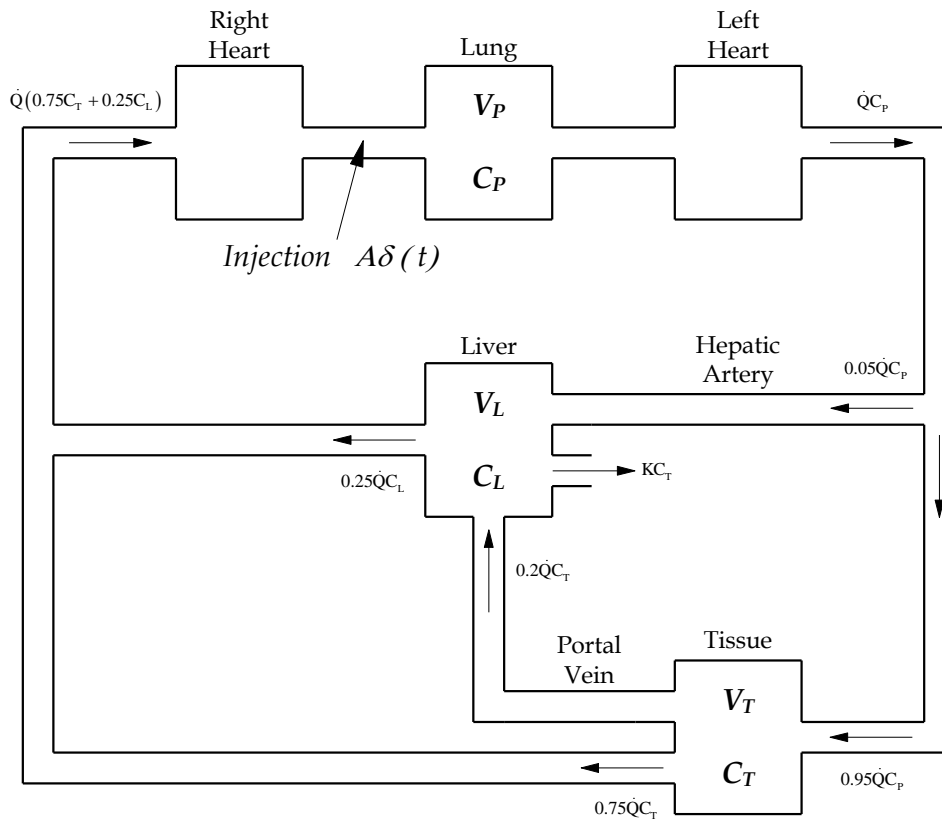 Right
Heart
Lung
Left
Heart
Q̇(0.75C_T + 0.25C_L)
V_P
Q̇C_P
C_P
Injection Aδ(t)
Liver
Hepatic
Artery
0.05Q̇C_P
V_L
C_L
KC_T
0.25Q̇C_L
0.2Q̇C_T
Portal
Vein
Tissue
V_T
C_T
0.95Q̇C_P
0.75Q̇C_T